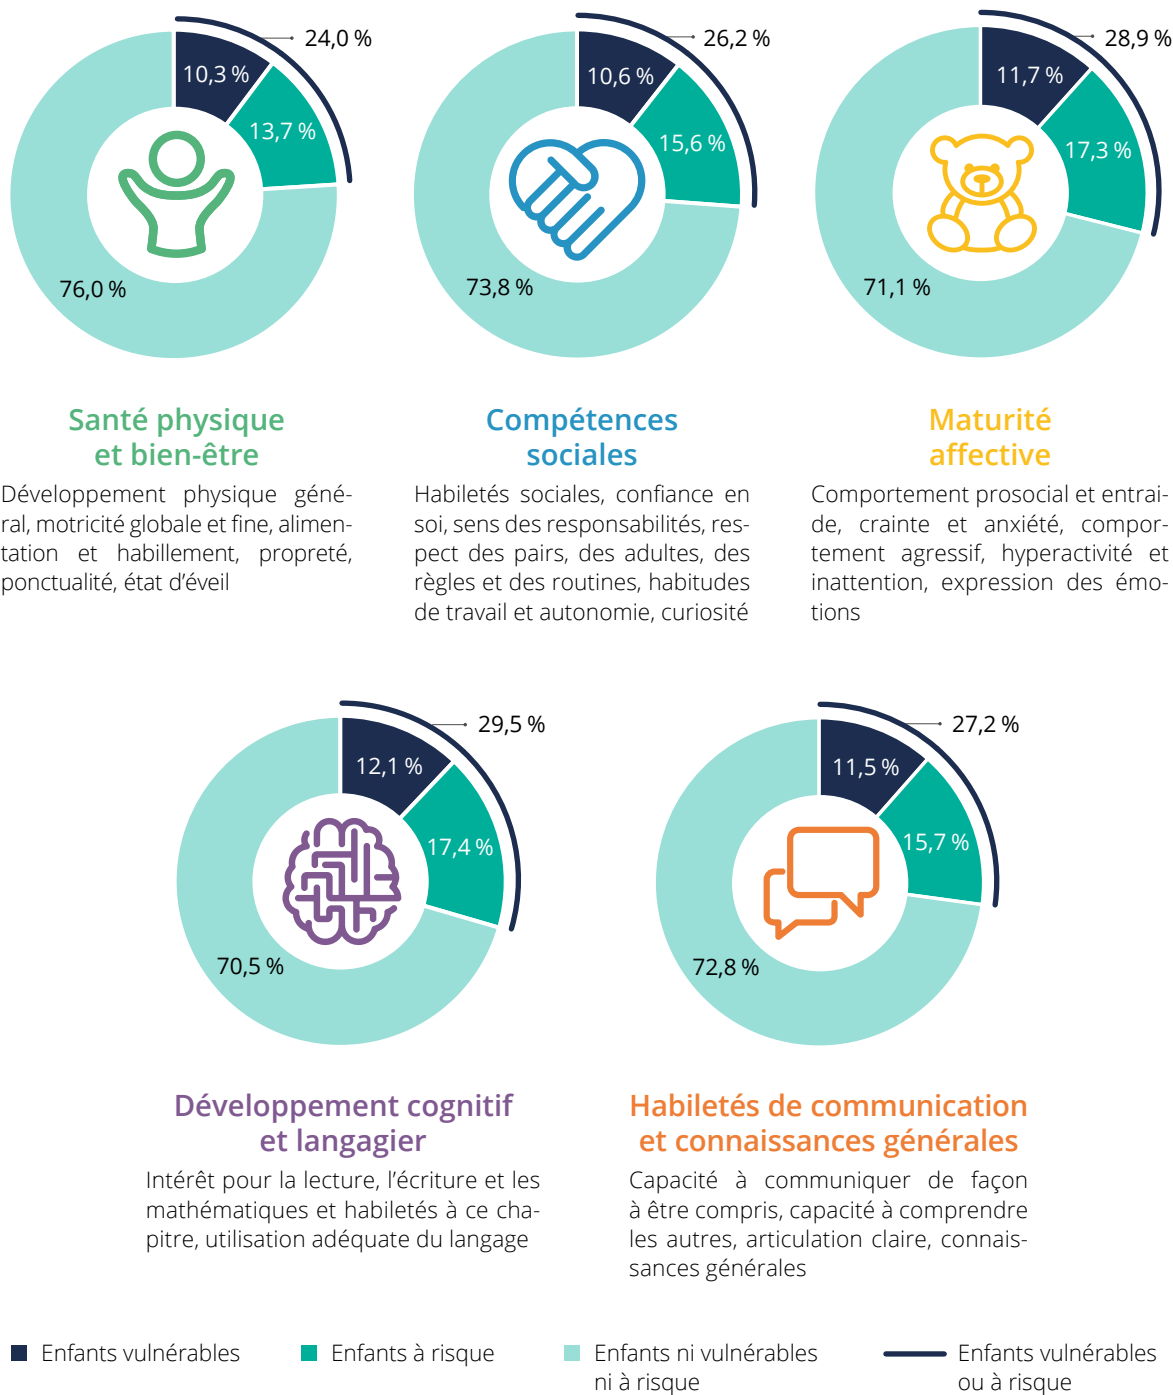 24,0 %
10,3 %
13,7 %
76,0 %
26,2 %
10,6 %
15,6 %
73,8 %
28,9 %
11,7 %
17,3 %
71,1 %
Santé physique
et bien-être
Développement physique géné-
ral, motricité globale et fine, alimen-
tation et habillement, propreté,
ponctualité, état d’éveil
Compétences
sociales
Habiletés sociales, confiance en
soi, sens des responsabilités, res-
pect des pairs, des adultes, des
règles et des routines, habitudes
de travail et autonomie, curiosité
Maturité
affective
Comportement prosocial et entrai-
de, crainte et anxiété, compor-
tement agressif, hyperactivité et
inattention, expression des émo-
tions
29,5 %
12,1 %
17,4 %
70,5 %
27,2 %
11,5 %
15,7 %
72,8 %
Développement cognitif
et langagier
Intérêt pour la lecture, l’écriture et les
mathématiques et habiletés à ce cha-
pitre, utilisation adéquate du langage
Habiletés de communication
et connaissances générales
Capacité à communiquer de façon
à être compris, capacité à comprendre
les autres, articulation claire, connais-
sances générales
Enfants vulnérables
Enfants à risque
Enfants ni vulnérables
ni à risque
Enfants vulnérables
ou à risque